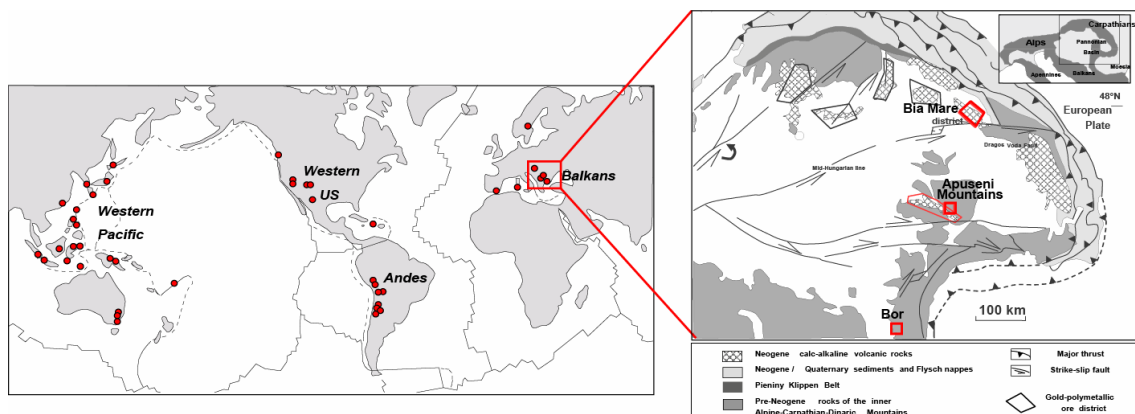 Western
US
Balkans
Western
Pacific
Andes
Carpathians
Alps
Pannonian
Basin
Moesia
Apennines
Balkans
48°N
European
Plate
Bia Mare
district
Dragos Voda Fault
Mid-Hungarian line
Apuseni
Mountains
Bor
100 km
Neogene calc-alkaline volcanic rocks
Neogene / Quaternary sediments and Flysch nappes
Pieniny Klippen Belt
Pre-Neogene rocks of the inner
Alpine-Carpathian-Dinaric Mountains
Major thrust
Strike-slip fault
Gold-polymetallic
ore district